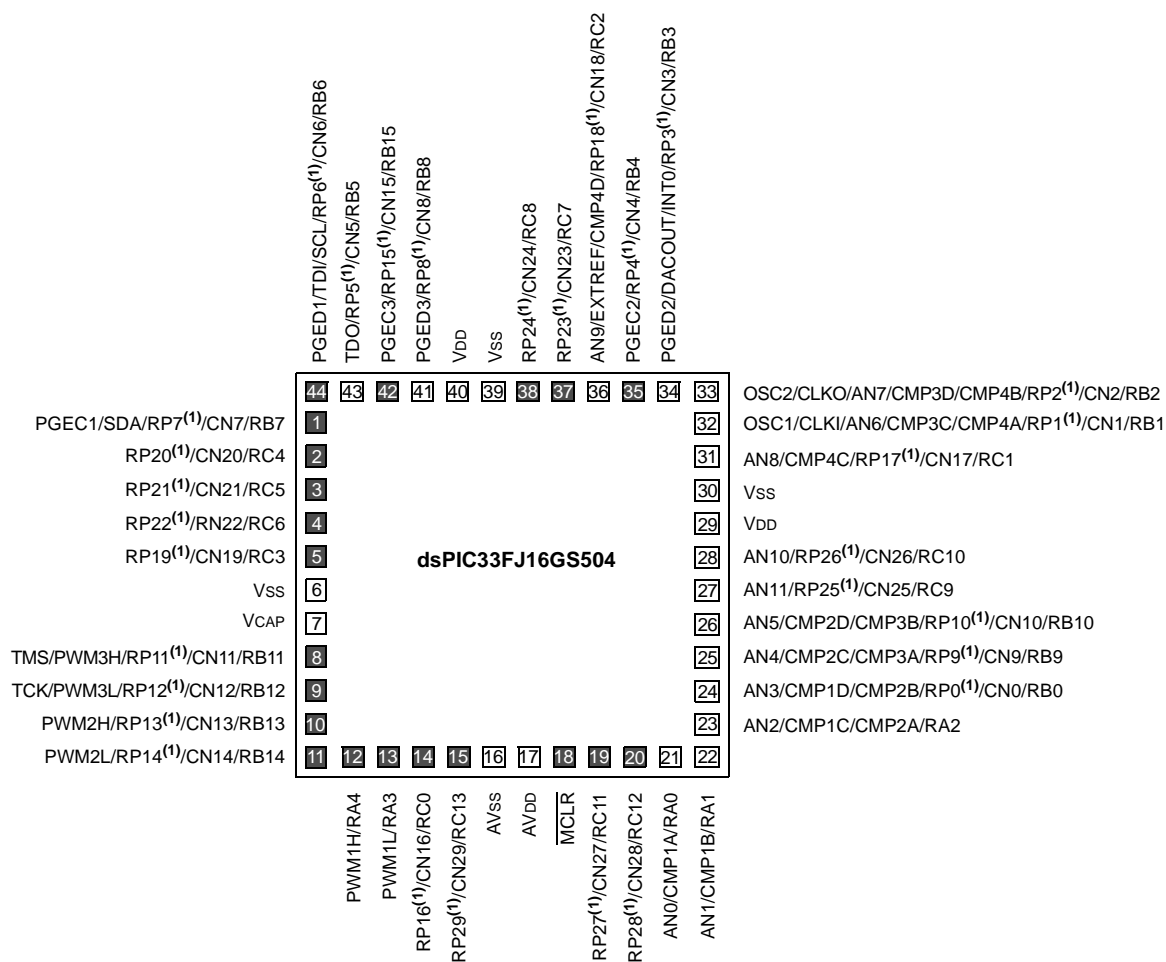 PGED1/TDI/SCL/RP6(1)/CN6/RB6
TDO/RP5(1)/CN5/RB5
PGEC3/RP15(1)/CN15/RB15
PGED3/RP8(1)/CN8/RB8
VDD
VSS
RP24(1)/CN24/RC8
RP23(1)/CN23/RC7
AN9/EXTREF/CMP4D/RP18(1)/CN18/RC2
PGEC2/RP4(1)/CN4/RB4
PGED2/DACOUT/INT0/RP3(1)/CN3/RB3
44 43 42 41 40 39 38 37 36 35 34 33 OSC2/CLKO/AN7/CMP3D/CMP4B/RP2(1)/CN2/RB2
PGEC1/SDA/RP7(1)/CN7/RB7 1 32 OSC1/CLKI/AN6/CMP3C/CMP4A/RP1(1)/CN1/RB1
RP20(1)/CN20/RC4 2 31 AN8/CMP4C/RP17(1)/CN17/RC1
RP21(1)/CN21/RC5 3 30 VSS
RP22(1)/RN22/RC6 4 29 VDD
RP19(1)/CN19/RC3 5 dsPIC33FJ16GS504 28 AN10/RP26(1)/CN26/RC10
VSS 6 27 AN11/RP25(1)/CN25/RC9
VCAP 7 26 AN5/CMP2D/CMP3B/RP10(1)/CN10/RB10
TMS/PWM3H/RP11(1)/CN11/RB11 8 25 AN4/CMP2C/CMP3A/RP9(1)/CN9/RB9
TCK/PWM3L/RP12(1)/CN12/RB12 9 24 AN3/CMP1D/CMP2B/RP0(1)/CN0/RB0
PWM2H/RP13(1)/CN13/RB13 10 23 AN2/CMP1C/CMP2A/RA2
PWM2L/RP14(1)/CN14/RB14 11 12 13 14 15 16 17 18 19 20 21 22
PWM1H/RA4
PWM1L/RA3
RP16(1)/CN16/RC0
RP29(1)/CN29/RC13
AVSS
AVDD
MCLR
RP27(1)/CN27/RC11
RP28(1)/CN28/RC12
AN0/CMP1A/RA0
AN1/CMP1B/RA1